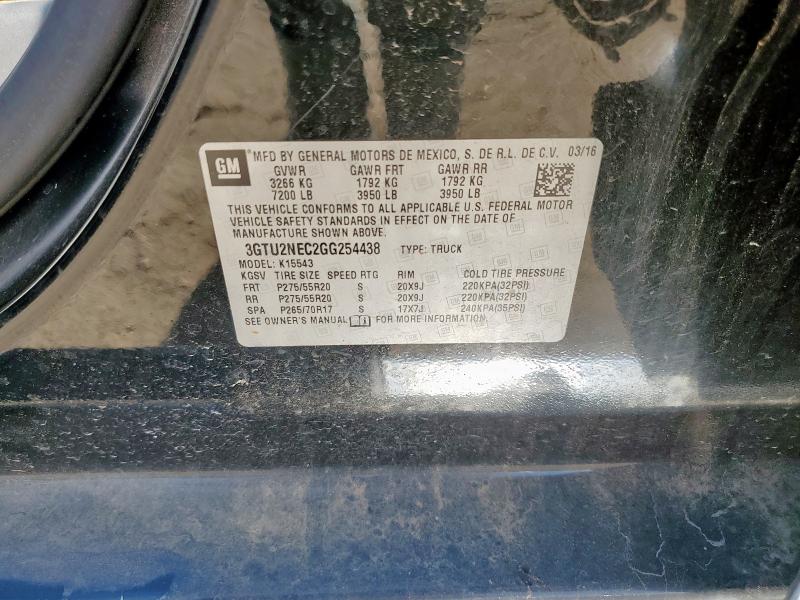 GM *MFD BY GENERAL MOTORS DE MEXICO, S. DE R.L. DE C.V. 03/16
GVWR GAWR FRT GAWR RR
3266 KG 1792 KG 1792 KG
7200 LB 3950 LB 3950 LB
THIS VEHICLE CONFORMS TO ALL APPLICABLE U.S. FEDERAL MOTOR
VEHICLE SAFETY STANDARDS IN EFFECT ON THE DATE OF
MANUFACTURE SHOWN ABOVE.
3GTU2NEC2GG254438 TYPE: TRUCK
MODEL: K15543
KGSV TIRE SIZE SPEED RTG RIM COLD TIRE PRESSURE
FRT P275/55R20 S 20X9J 220KPA(32PSI)
RR P275/55R20 S 20X9J 220KPA(32PSI)
SPA P265/70R17 S 17X7J 240KPA(35PSI)
SEE OWNER'S MANUAL FOR MORE INFORMATION.